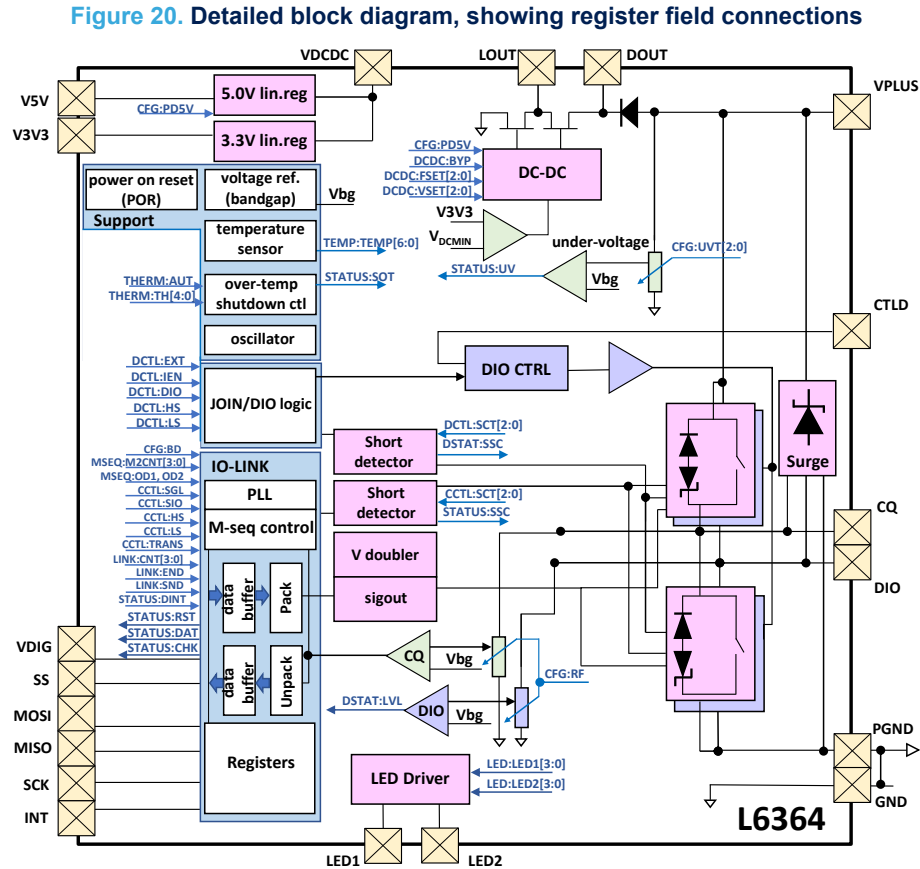 Figure 20. Detailed block diagram, showing register field connections
VDCDC
LOUT
DOUT
V5V
V3V3
VPLUS
5.0V lin.reg
CFG:PD5V
3.3V lin.reg
CFG:PD5V
DCDC:BYP
DCDC:FSET[2:0]
DCDC:VSET[2:0]
DC-DC
power on reset
(POR)
Support
voltage ref.
(bandgap)
Vbg
V3V3
VDCMIN
temperature
sensor
TEMP:TEMP[6:0]
under-voltage
CFG:UVT[2:0]
STATUS:UV
Vbg
THERM:AUT
THERM:TH[4:0]
over-temp
shutdown ctl
STATUS:SOT
oscillator
CTLD
DCTL:EXT
DCTL:IEN
DCTL:DIO
DCTL:HS
DCTL:LS
JOIN/DIO logic
DIO CTRL
Short
detector
DCTL:SCT[2:0]
DSTAT:SSC
Surge
CFG:BD
MSEQ:M2CNT[3:0]
MSEQ:OD1, OD2
CCTL:SGL
CCTL:SIO
CCTL:HS
CCTL:LS
CCTL:TRANS
LINK:CNT[3:0]
LINK:END
LINK:SND
STATUS:DINT
STATUS:RST
STATUS:DAT
STATUS:CHK
IO-LINK
PLL
M-seq control
Short
detector
CCTL:SCT[2:0]
STATUS:SSC
V doubler
sigout
data
buffer
Pack
CQ
DIO
VDIG
SS
MOSI
MISO
SCK
INT
data
buffer
Unpack
CQ
Vbg
CFG:RF
DSTAT:LVL
DIO
Vbg
Registers
LED Driver
LED:LED1[3:0]
LED:LED2[3:0]
PGND
GND
L6364
LED1
LED2